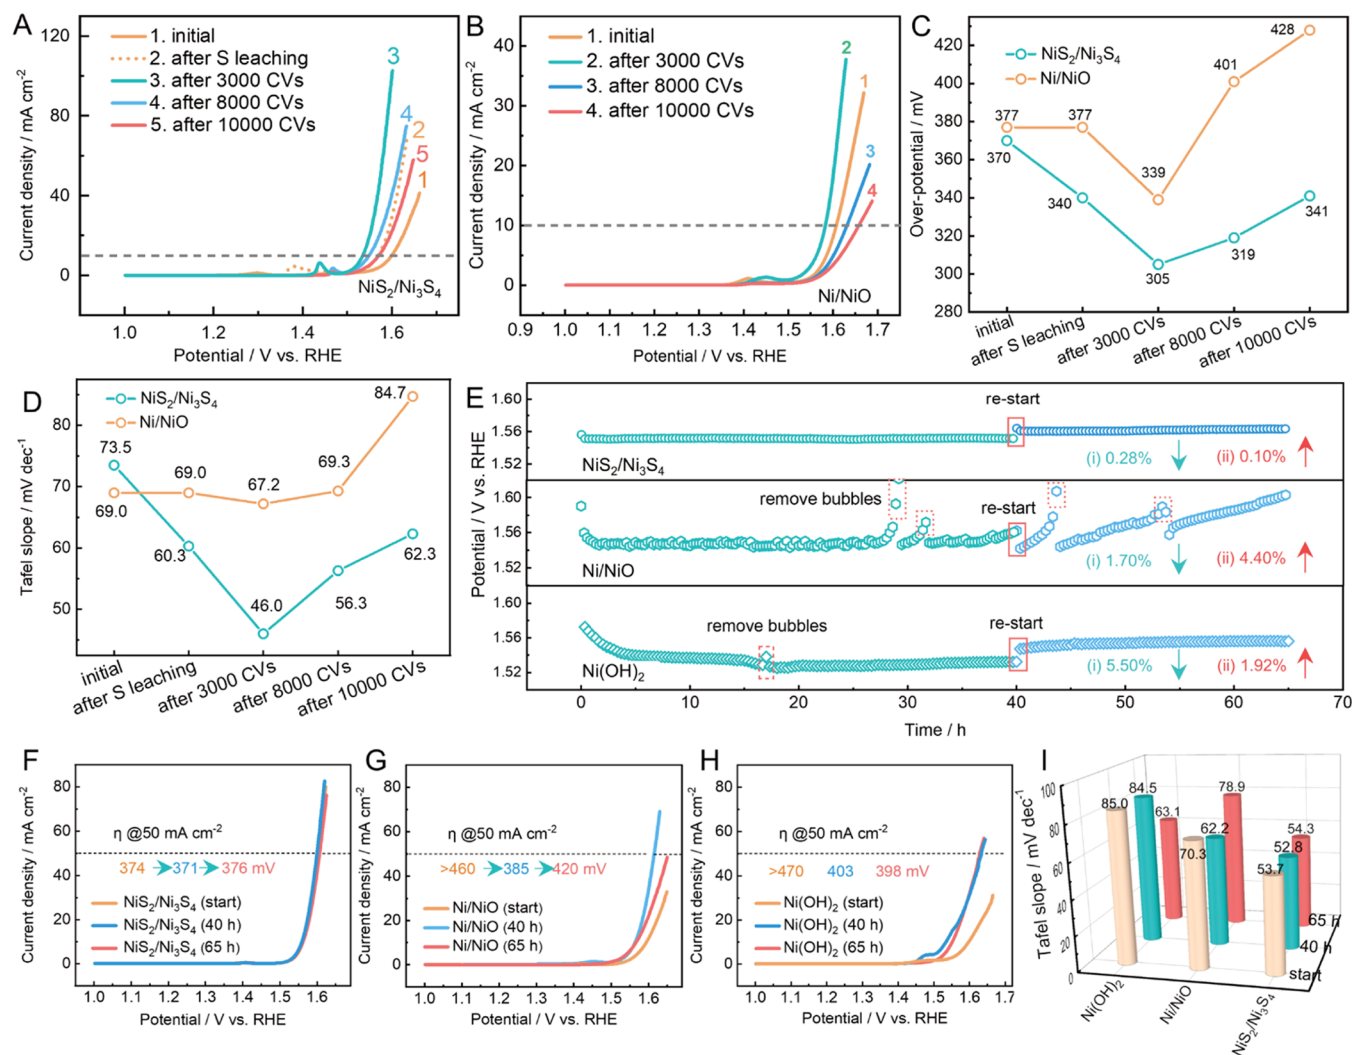 A
120
80
40
0
Current density / mA cm⁻²
1. initial
2. after S leaching
3. after 3000 CVs
4. after 8000 CVs
5. after 10000 CVs
3
4
2
5
1
NiS₂/Ni₃S₄
1.0
1.2
1.4
1.6
Potential / V vs. RHE
B
40
30
20
10
0
Current density / mA cm⁻²
1. initial
2. after 3000 CVs
3. after 8000 CVs
4. after 10000 CVs
2
1
3
4
Ni/NiO
0.9
1.0
1.1
1.2
1.3
1.4
1.5
1.6
1.7
Potential / V vs. RHE
C
420
400
380
360
340
320
300
280
Over-potential / mV
NiS₂/Ni₃S₄
Ni/NiO
377
377
339
401
428
370
340
305
319
341
initial
after S leaching
after 3000 CVs
after 8000 CVs
after 10000 CVs
D
80
70
60
50
Tafel slope / mV dec⁻¹
NiS₂/Ni₃S₄
Ni/NiO
73.5
69.0
69.0
67.2
69.3
84.7
60.3
46.0
56.3
62.3
initial
after S leaching
after 3000 CVs
after 8000 CVs
after 10000 CVs
E
Potential / V vs. RHE
1.60
1.56
1.52
re-start
NiS₂/Ni₃S₄
(i) 0.28%
(ii) 0.10%
1.60
1.56
1.52
remove bubbles
re-start
Ni/NiO
(i) 1.70%
(ii) 4.40%
1.60
1.56
1.52
remove bubbles
re-start
Ni(OH)₂
(i) 5.50%
(ii) 1.92%
0
10
20
30
40
50
60
70
Time / h
F
80
60
40
20
0
Current density / mA cm⁻²
η @50 mA cm⁻²
374
371
376 mV
NiS₂/Ni₃S₄ (start)
NiS₂/Ni₃S₄ (40 h)
NiS₂/Ni₃S₄ (65 h)
1.0
1.1
1.2
1.3
1.4
1.5
1.6
Potential / V vs. RHE
G
80
60
40
20
0
Current density / mA cm⁻²
η @50 mA cm⁻²
>460
385
420 mV
Ni/NiO (start)
Ni/NiO (40 h)
Ni/NiO (65 h)
1.0
1.1
1.2
1.3
1.4
1.5
1.6
Potential / V vs. RHE
H
80
60
40
20
0
Current density / mA cm⁻²
η @50 mA cm⁻²
>470
403
398 mV
Ni(OH)₂ (start)
Ni(OH)₂ (40 h)
Ni(OH)₂ (65 h)
1.0
1.1
1.2
1.3
1.4
1.5
1.6
1.7
Potential / V vs. RHE
I
100
80
60
40
20
0
Tafel slope / mV dec⁻¹
85.0
84.5
63.1
70.3
62.2
78.9
53.7
52.8
54.3
65 h
40 h
start
Ni(OH)₂
Ni/NiO
NiS₂/Ni₃S₄